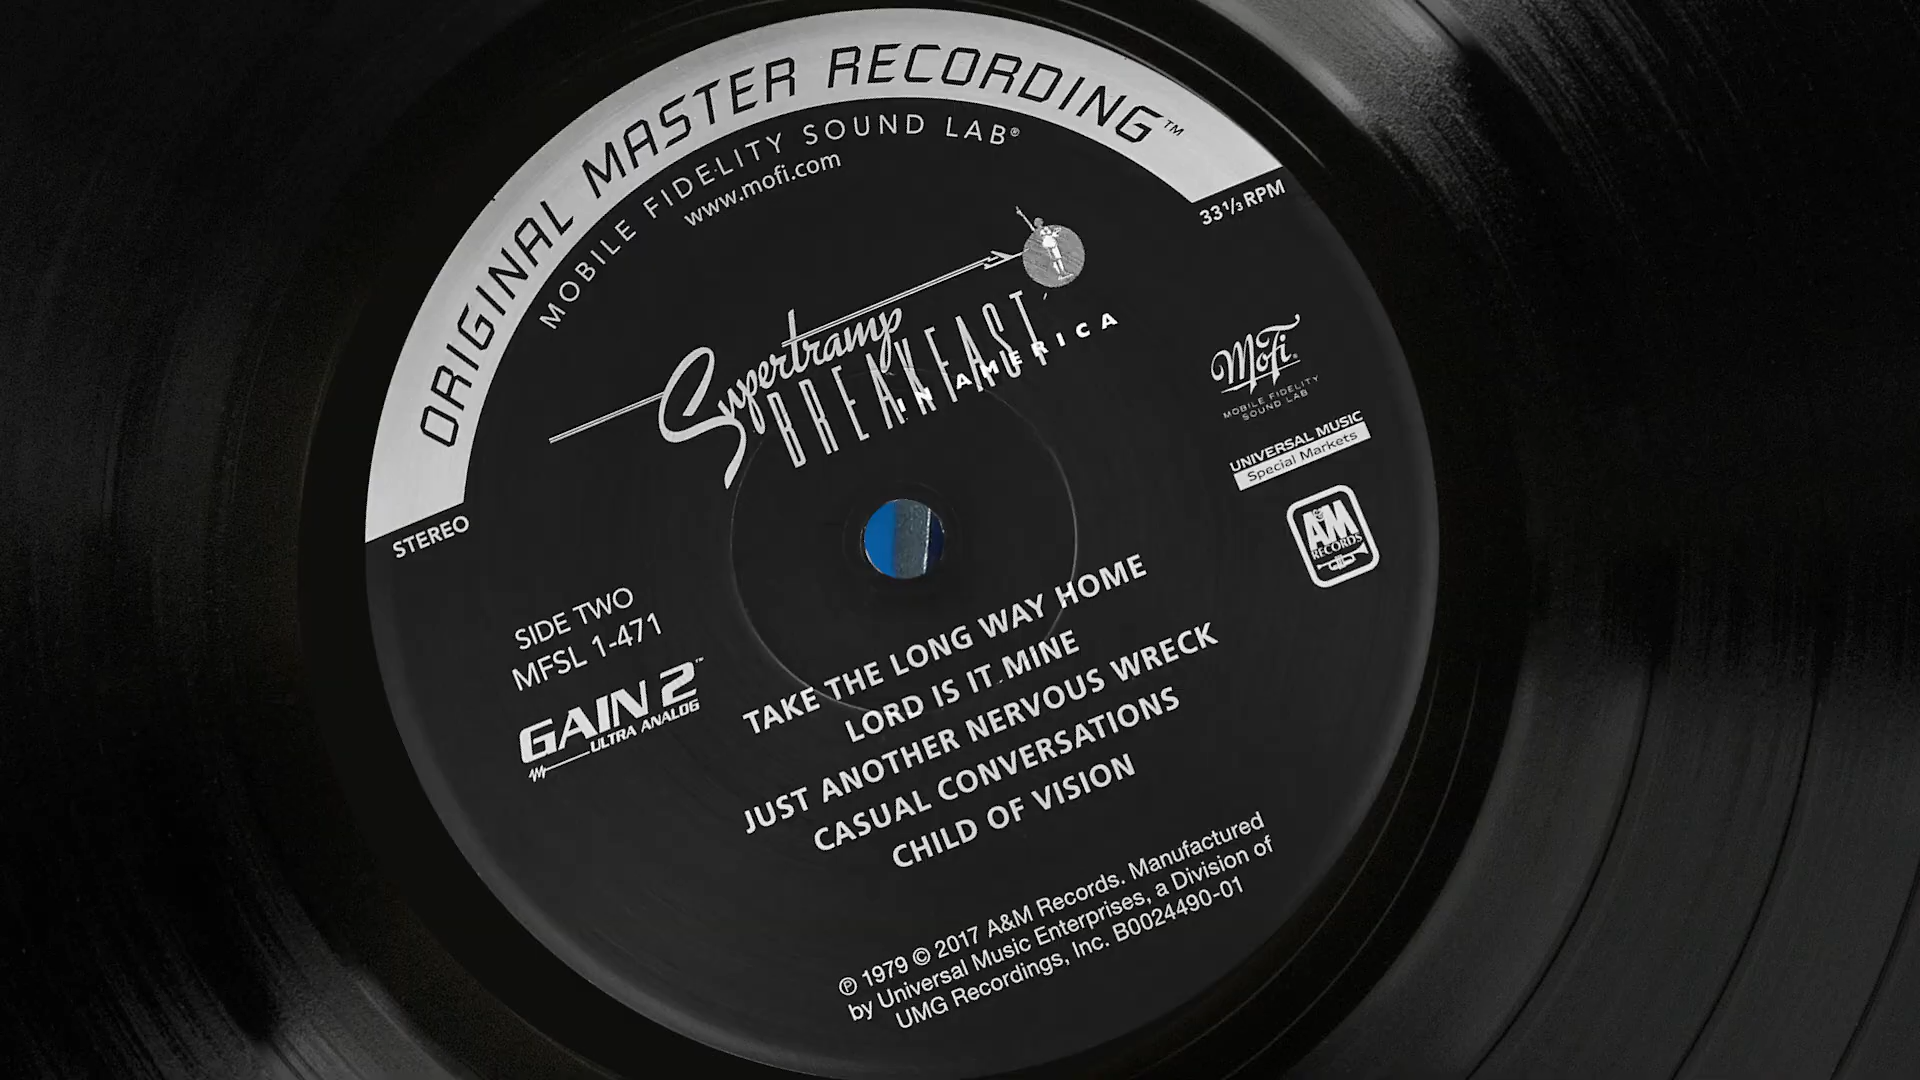 ORIGINAL MASTER RECORDING™
MOBILE FIDELITY SOUND LAB®
www.mofi.com
33 1/3 RPM
Supertramp
BREAKFAST
IN AMERICA
MoFi®
MOBILE FIDELITY
SOUND LAB®
UNIVERSAL MUSIC
Special Markets
A&M
RECORDS
STEREO
SIDE TWO
MFSL 1-471
GAIN 2™
ULTRA ANALOG
TAKE THE LONG WAY HOME
LORD IS IT MINE
JUST ANOTHER NERVOUS WRECK
CASUAL CONVERSATIONS
CHILD OF VISION
℗ 1979 © 2017 A&M Records. Manufactured
by Universal Music Enterprises, a Division of
UMG Recordings, Inc. B0024490-01